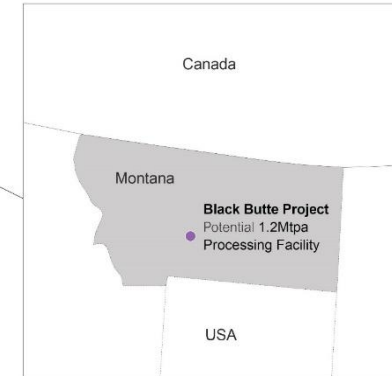 Canada
Montana
Black Butte Project
Potential 1.2Mtpa
Processing Facility
USA